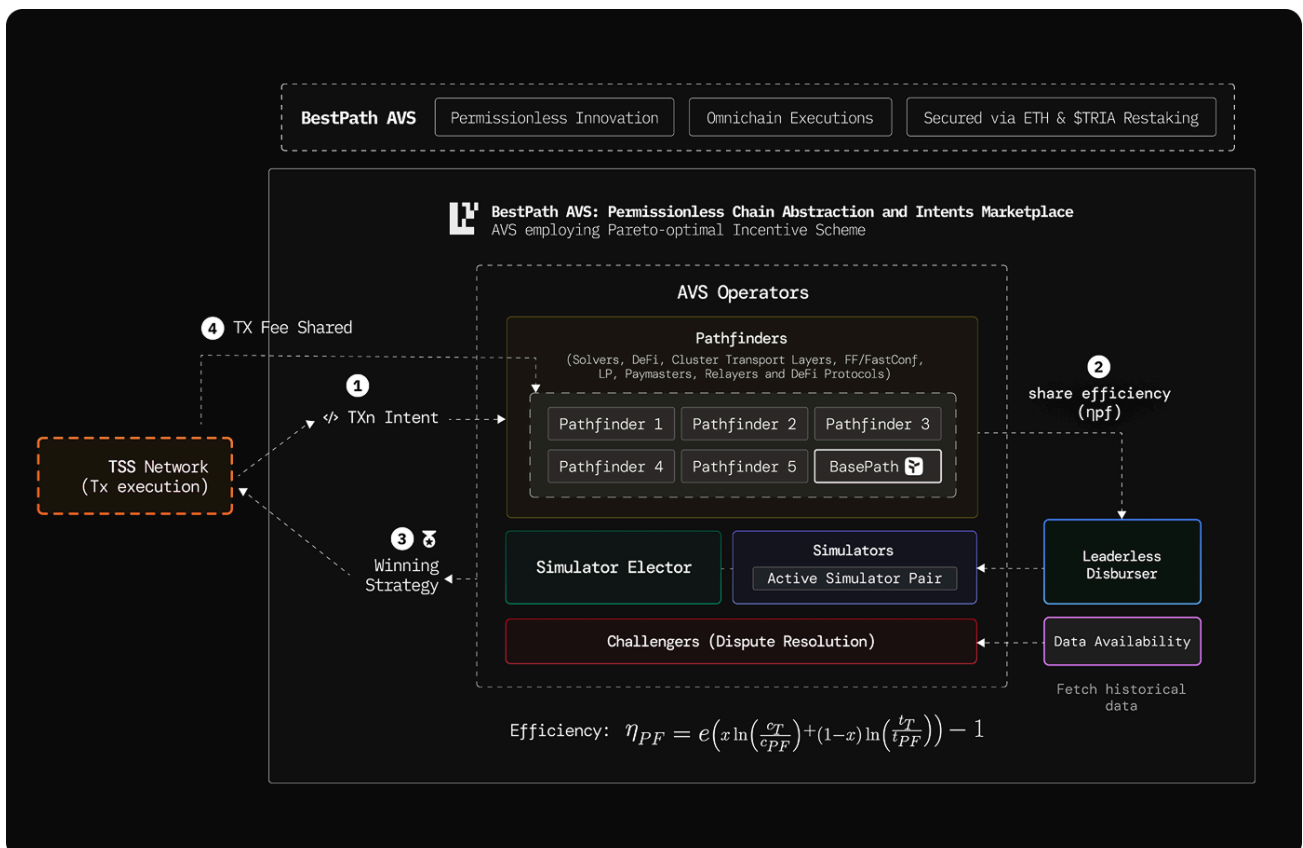 BestPath AVS
Permissionless Innovation
Omnichain Executions
Secured via ETH & $TRIA Restaking
BestPath AVS: Permissionless Chain Abstraction and Intents Marketplace
AVS employing Pareto-optimal Incentive Scheme
AVS Operators
4 TX Fee Shared
Pathfinders
(Solvers, DeFi, Cluster Transport Layers, FF/FastConf,
LP, Paymasters, Relayers and DeFi Protocols)
1
</> TXn Intent
2
share efficiency
(ηpf)
Pathfinder 1
Pathfinder 2
Pathfinder 3
Pathfinder 4
Pathfinder 5
BasePath
TSS Network
(Tx execution)
3
Winning
Strategy
Simulator Elector
Simulators
Active Simulator Pair
Leaderless
Disburser
Challengers (Dispute Resolution)
Data Availability
Fetch historical
data
Efficiency: η_PF = e(x ln(c_T/c_PF)+(1−x) ln(t_T/t_PF)) − 1